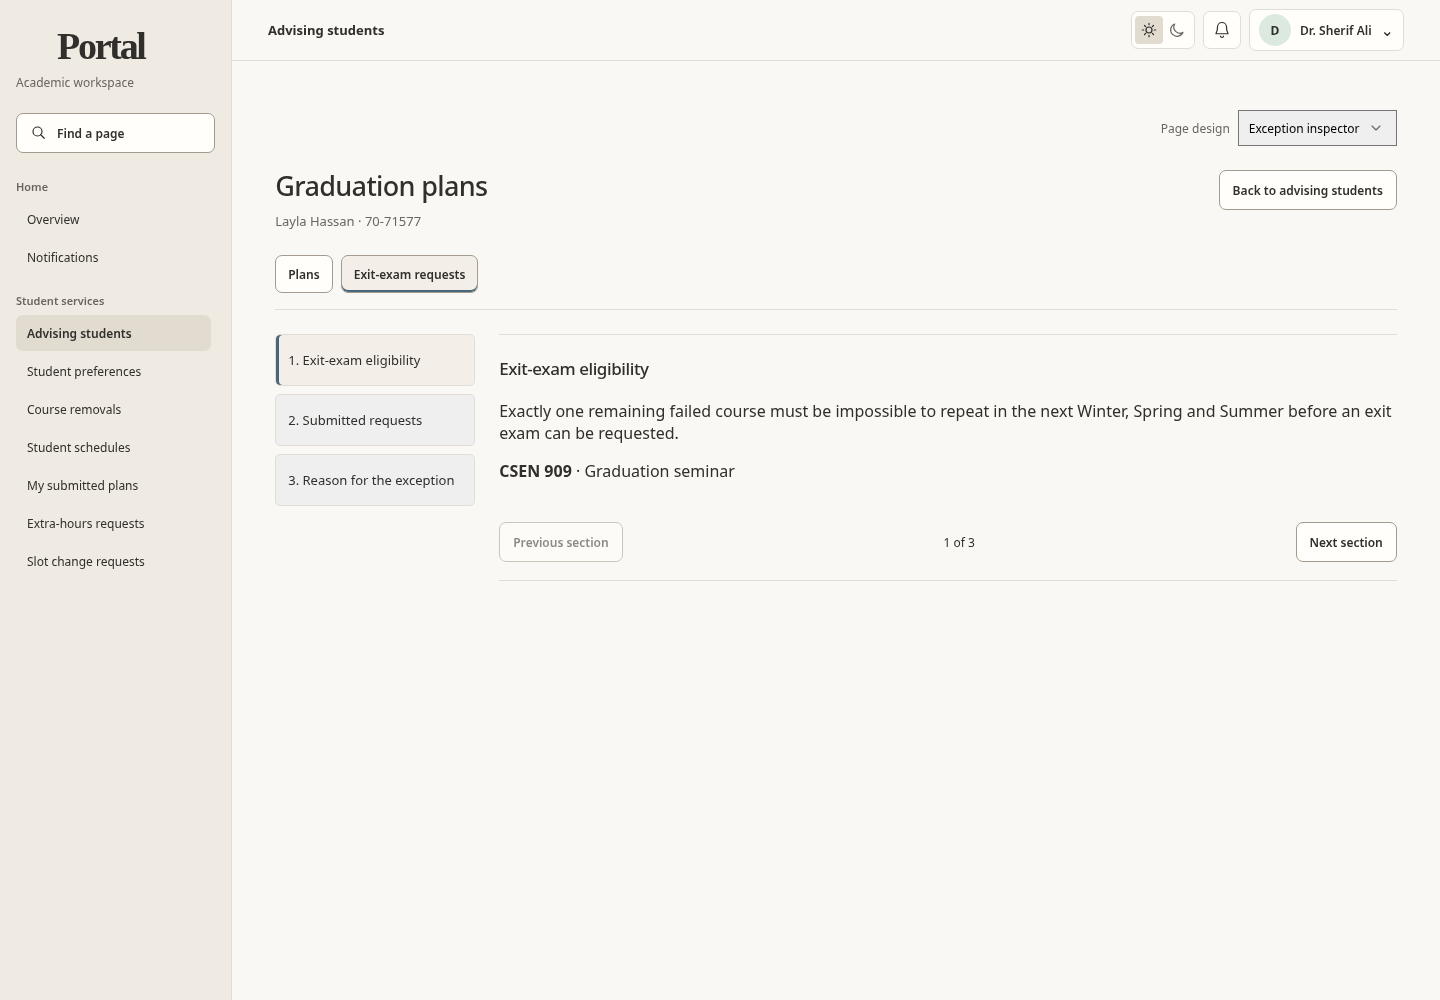 Portal
Academic workspace
Find a page
Home
Overview
Notifications
Student services
Advising students
Student preferences
Course removals
Student schedules
My submitted plans
Extra-hours requests
Slot change requests
Advising students
D
Dr. Sherif Ali
Page design
Exception inspector
Graduation plans
Layla Hassan · 70-71577
Back to advising students
Plans
Exit-exam requests
1. Exit-exam eligibility
2. Submitted requests
3. Reason for the exception
Exit-exam eligibility
Exactly one remaining failed course must be impossible to repeat in the next Winter, Spring and Summer before an exit
exam can be requested.
CSEN 909 · Graduation seminar
Previous section
1 of 3
Next section